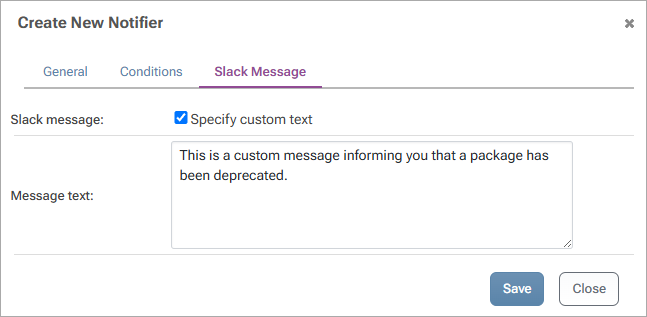 Create New Notifier
General Conditions Slack Message
Slack message: Specify custom text
Message text: This is a custom message informing you that a package has
been deprecated.
Save Close